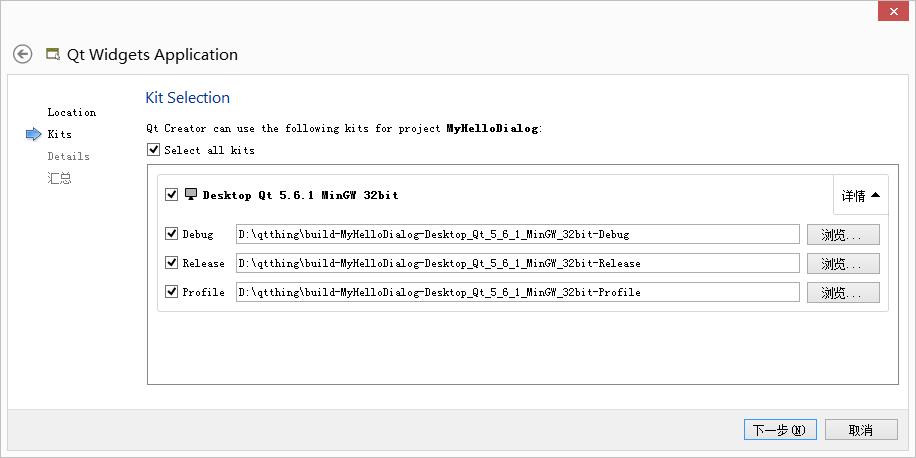 Qt Widgets Application
Location
Kits
Details
汇总
Kit Selection
Qt Creator can use the following kits for project MyHelloDialog:
Select all kits
Desktop Qt 5.6.1 MinGW 32bit
详情
Debug D:\qtthing\build-MyHelloDialog-Desktop_Qt_5_6_1_MinGW_32bit-Debug 浏览...
Release D:\qtthing\build-MyHelloDialog-Desktop_Qt_5_6_1_MinGW_32bit-Release 浏览...
Profile D:\qtthing\build-MyHelloDialog-Desktop_Qt_5_6_1_MinGW_32bit-Profile 浏览...
下一步(N) 取消